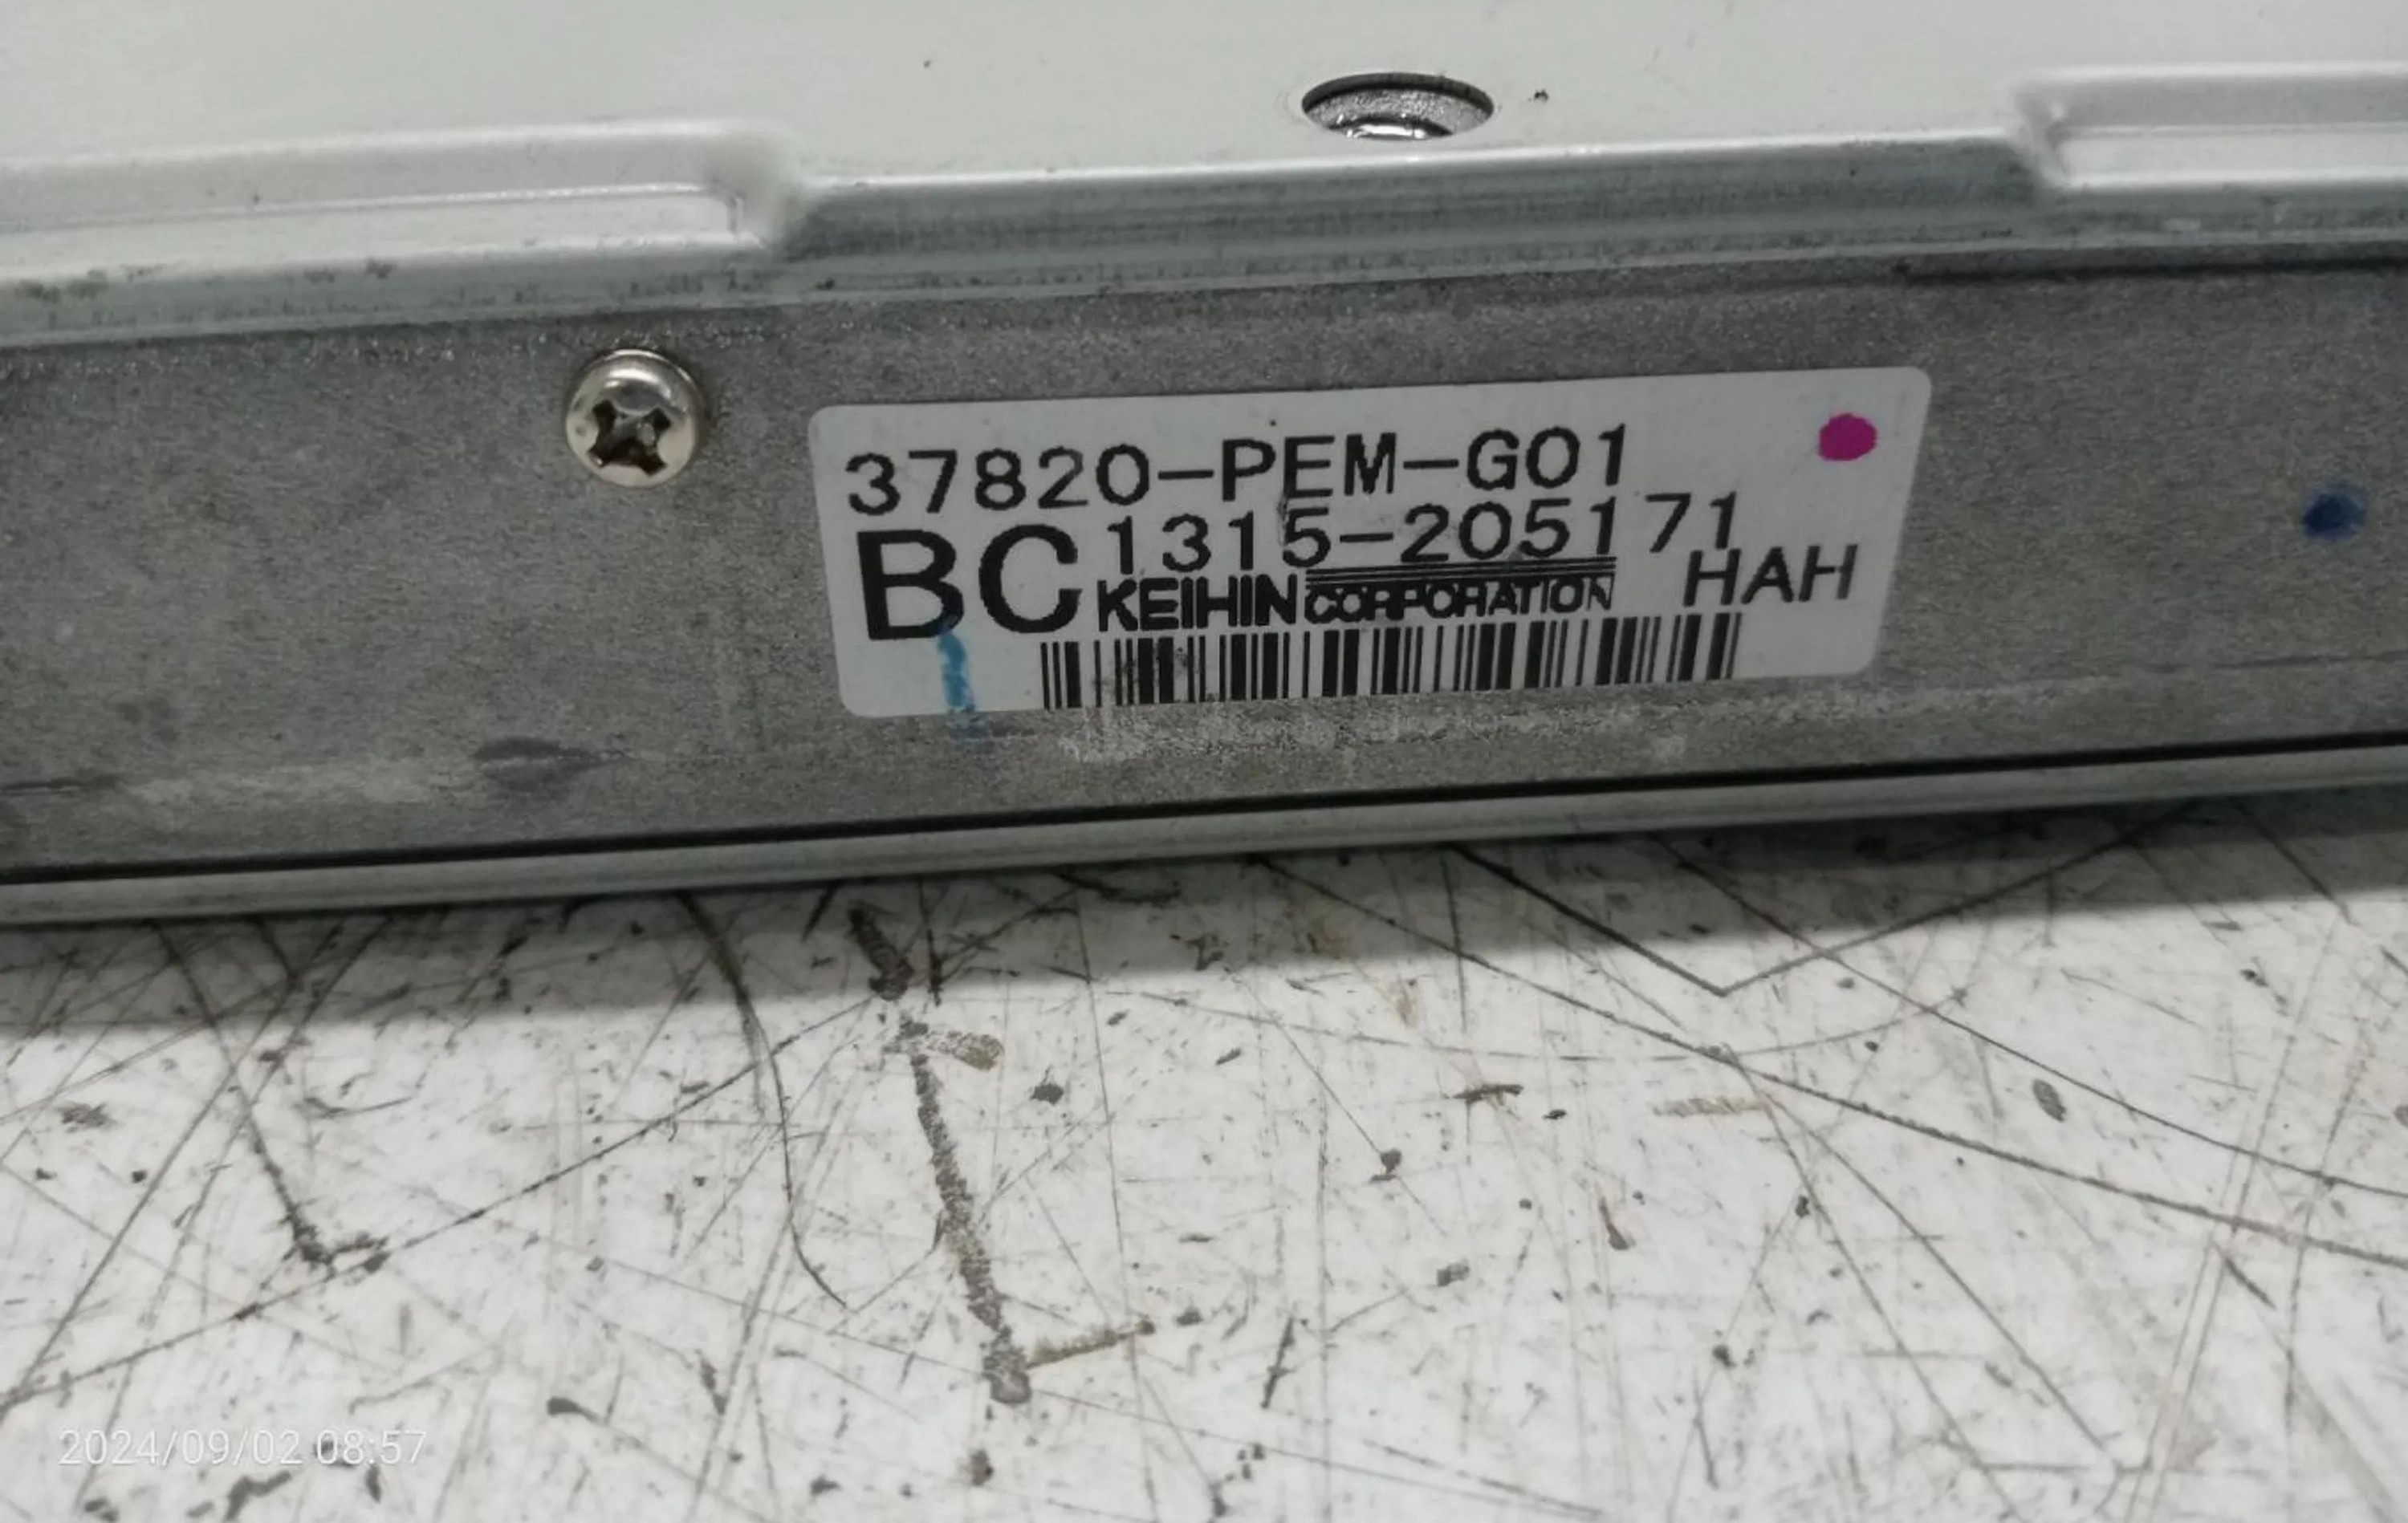 37820-PEM-G01
BC 1315-205171
KEIHIN CORPORATION HAH
2024/09/02 08:57